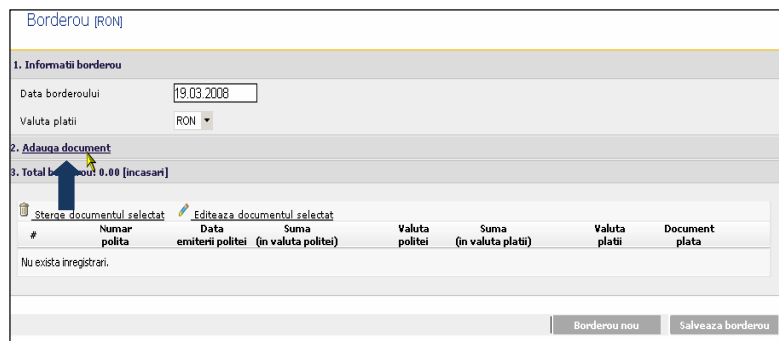 Borderou [RON]
1. Informatii borderou
Data borderoului 19.03.2008
Valuta platii RON
2. Adauga document
3. Total 0.00 [incasari]
Sterge documentul selectat Editeaza documentul selectat
# Numar polita Data emiterii politei Suma (in valuta politei) Valuta politei Suma (in valuta platii) Valuta platii Document plata
Nu exista inregistrari.
Borderou nou Salveaza borderou